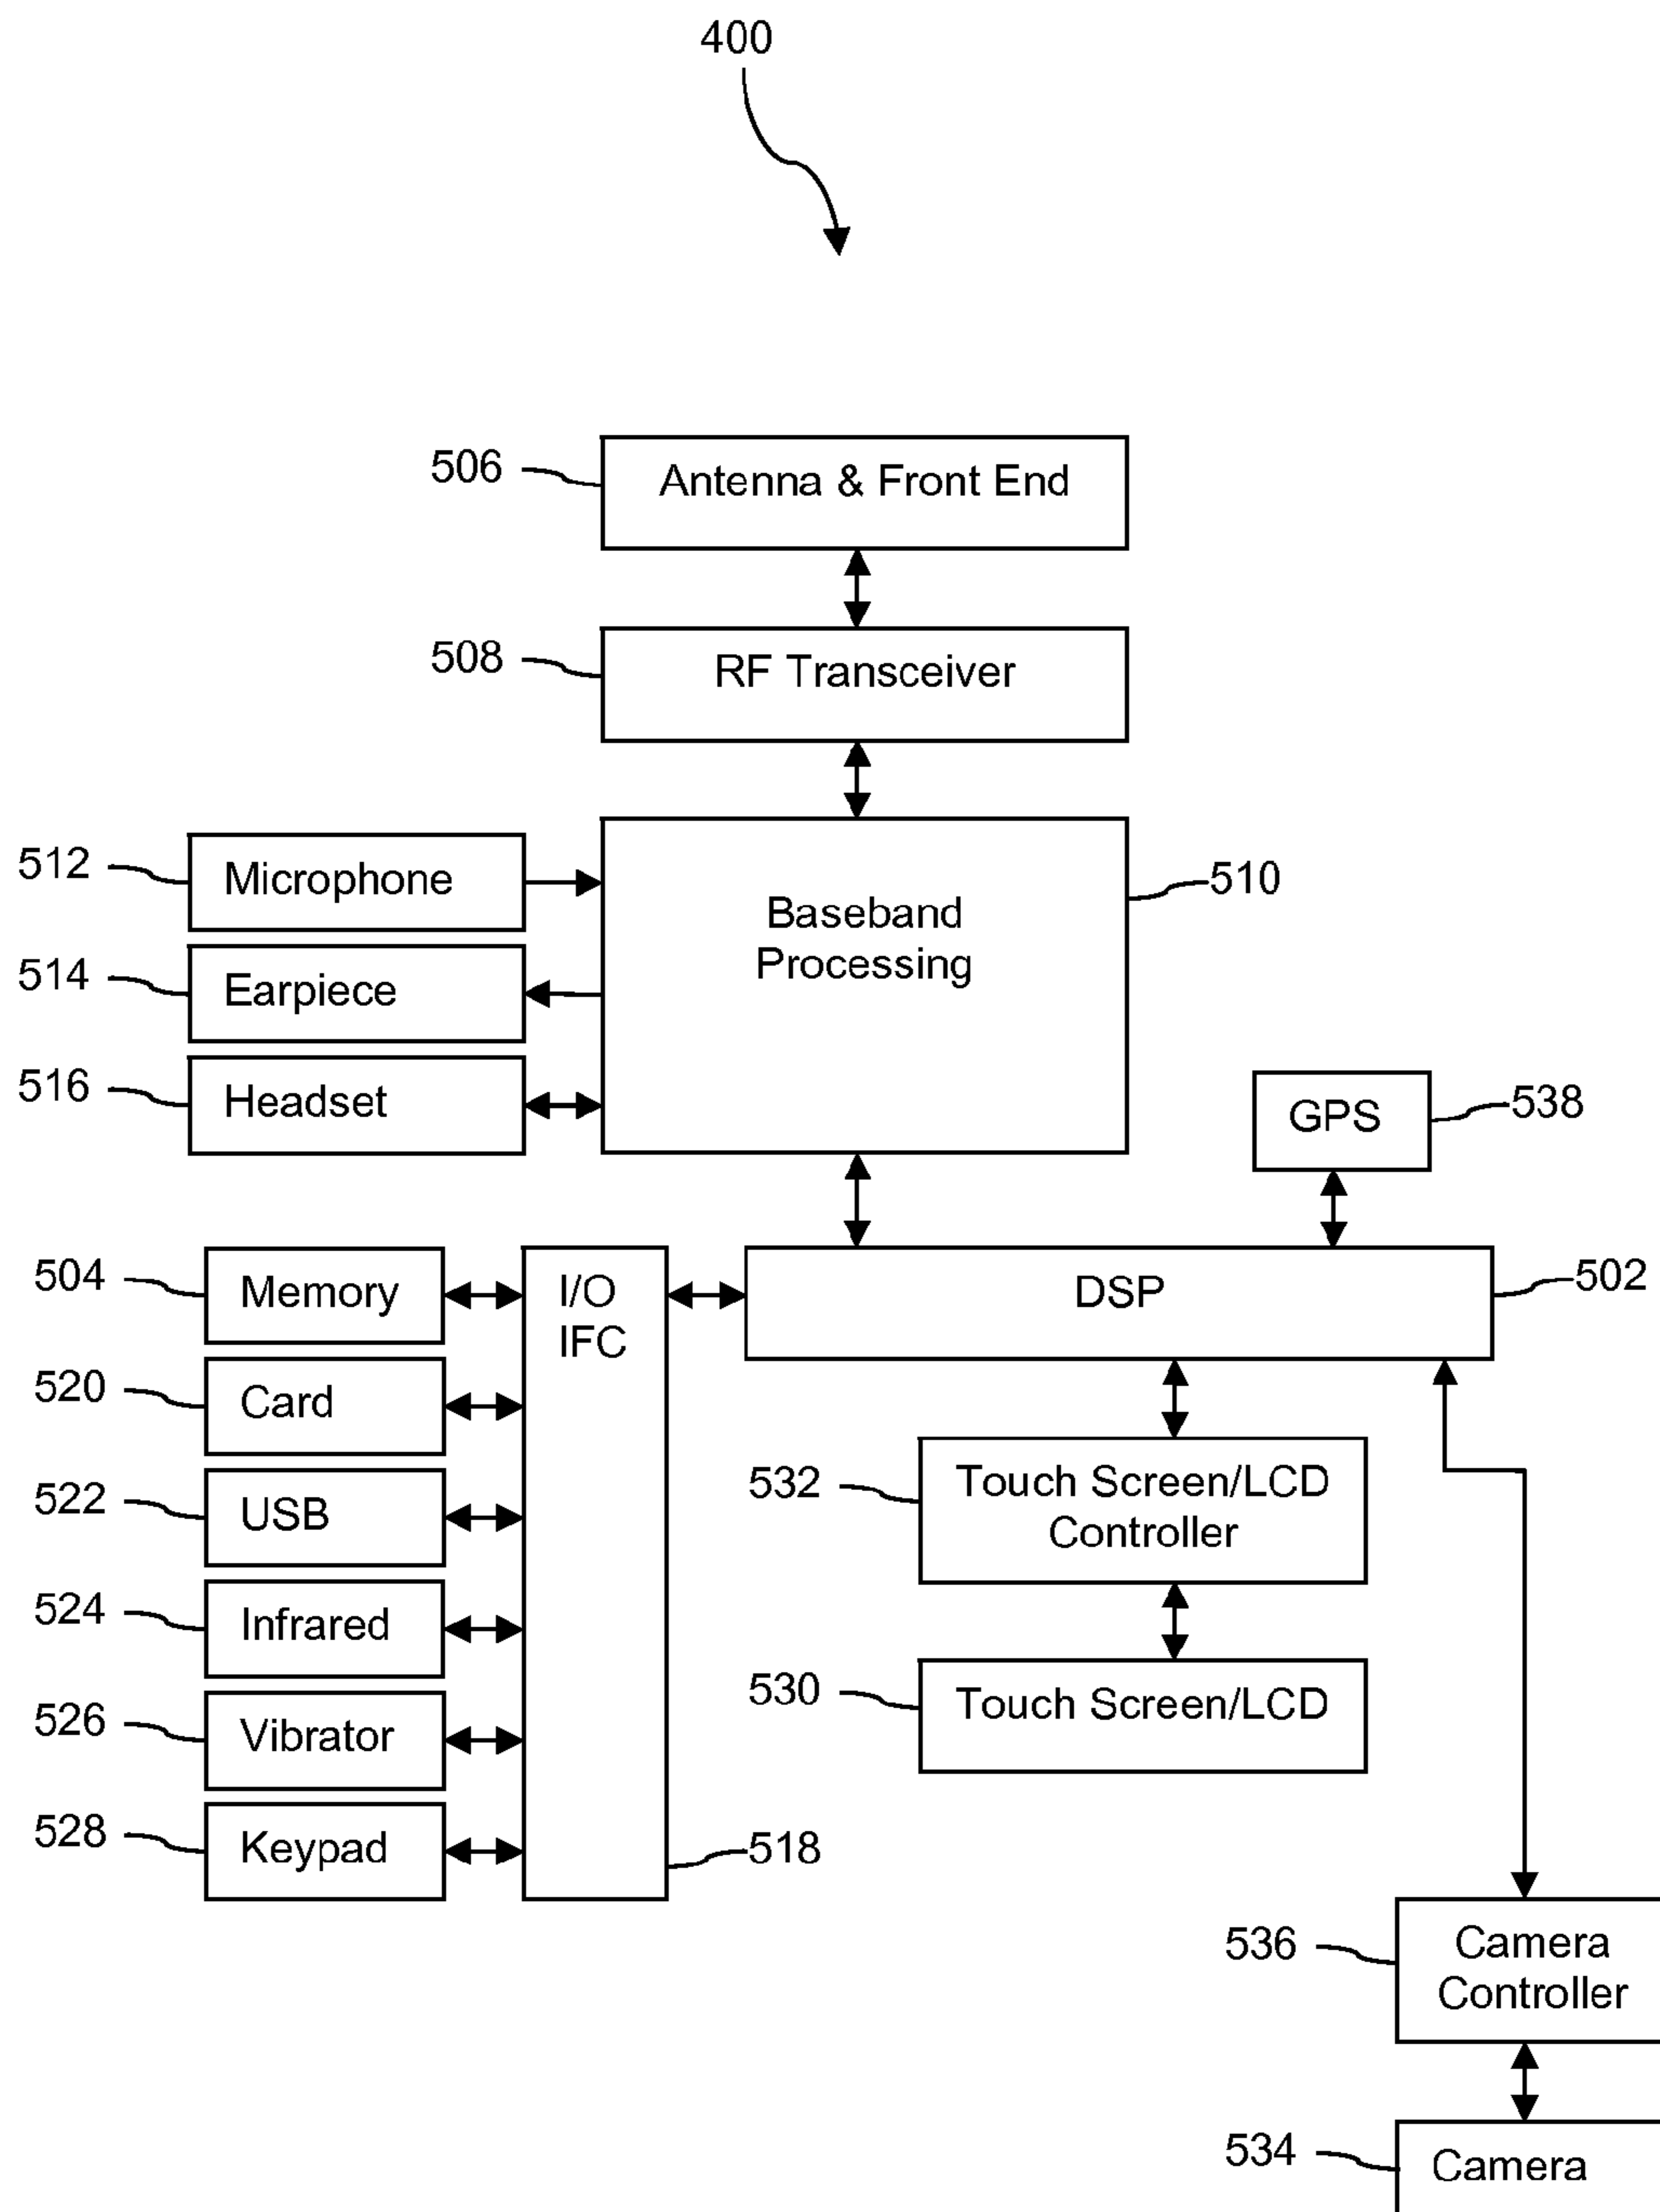 400
506
Antenna & Front End
508
RF Transceiver
512
Microphone
Baseband
Processing
510
514
Earpiece
516
Headset
GPS
538
504
Memory
I/O
IFC
DSP
502
520
Card
522
USB
532
Touch Screen/LCD
Controller
524
Infrared
526
Vibrator
530
Touch Screen/LCD
528
Keypad
518
536
Camera
Controller
534
Camera